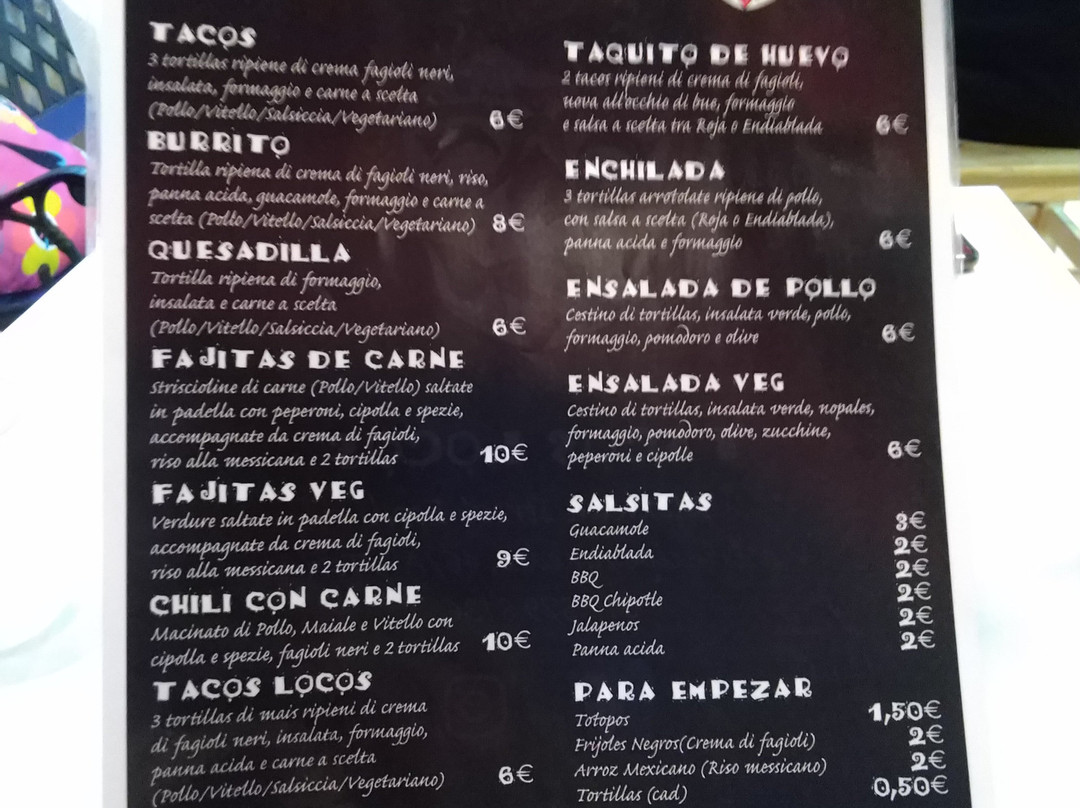 TACOS
3 tortillas ripiene di crema fagioli neri,
insalata, formaggio e carne a scelta
(Pollo/Vitello/Salsiccia/Vegetariano) 6€
BURRITO
Tortilla ripiena di crema di fagioli neri, riso,
panna acida, guacamole, formaggio e carne a
scelta (Pollo/Vitello/Salsiccia/Vegetariano) 8€
QUESADILLA
Tortilla ripiena di formaggio,
insalata e carne a scelta
(Pollo/Vitello/Salsiccia/Vegetariano) 6€
FAJITAS DE CARNE
Striscioline di carne (Pollo/Vitello) saltate
in padella con peperoni, cipolla e spezie,
accompagnate da crema di fagioli,
riso alla messicana e 2 tortillas 10€
FAJITAS VEG
Verdure saltate in padella con cipolla e spezie,
accompagnate da crema di fagioli,
riso alla messicana e 2 tortillas 9€
CHILI CON CARNE
Macinato di Pollo, Maiale e Vitello con
cipolla e spezie, fagioli neri e 2 tortillas 10€
TACOS LOCOS
3 tortillas di mais ripieni di crema
di fagioli neri, insalata, formaggio,
panna acida e carne a scelta
(Pollo/Vitello/Salsiccia/Vegetariano) 6€
TAQUITO DE HUEVO
2 tacos ripieni di crema di fagioli,
uova all'occhio di bue, formaggio
e salsa a scelta tra Roja o Endiablada 6€
ENCHILADA
3 tortillas arrotolate ripiene di pollo,
con salsa a scelta (Roja o Endiablada),
panna acida e formaggio 6€
ENSALADA DE POLLO
Cestino di tortillas, insalata verde, pollo,
formaggio, pomodoro e olive 6€
ENSALADA VEG
Cestino di tortillas, insalata verde, nopales,
formaggio, pomodoro, olive, zucchine,
peperoni e cipolle 6€
SALSITAS
Guacamole 3€
Endiablada 2€
BBQ 2€
BBQ Chipotle 2€
Jalapenos 2€
Panna acida 2€
PARA EMPEZAR
Totopos 1,50€
Frijoles Negros(Crema di fagioli) 2€
Arroz Mexicano (Riso messicano) 2€
Tortillas (cad) 0,50€